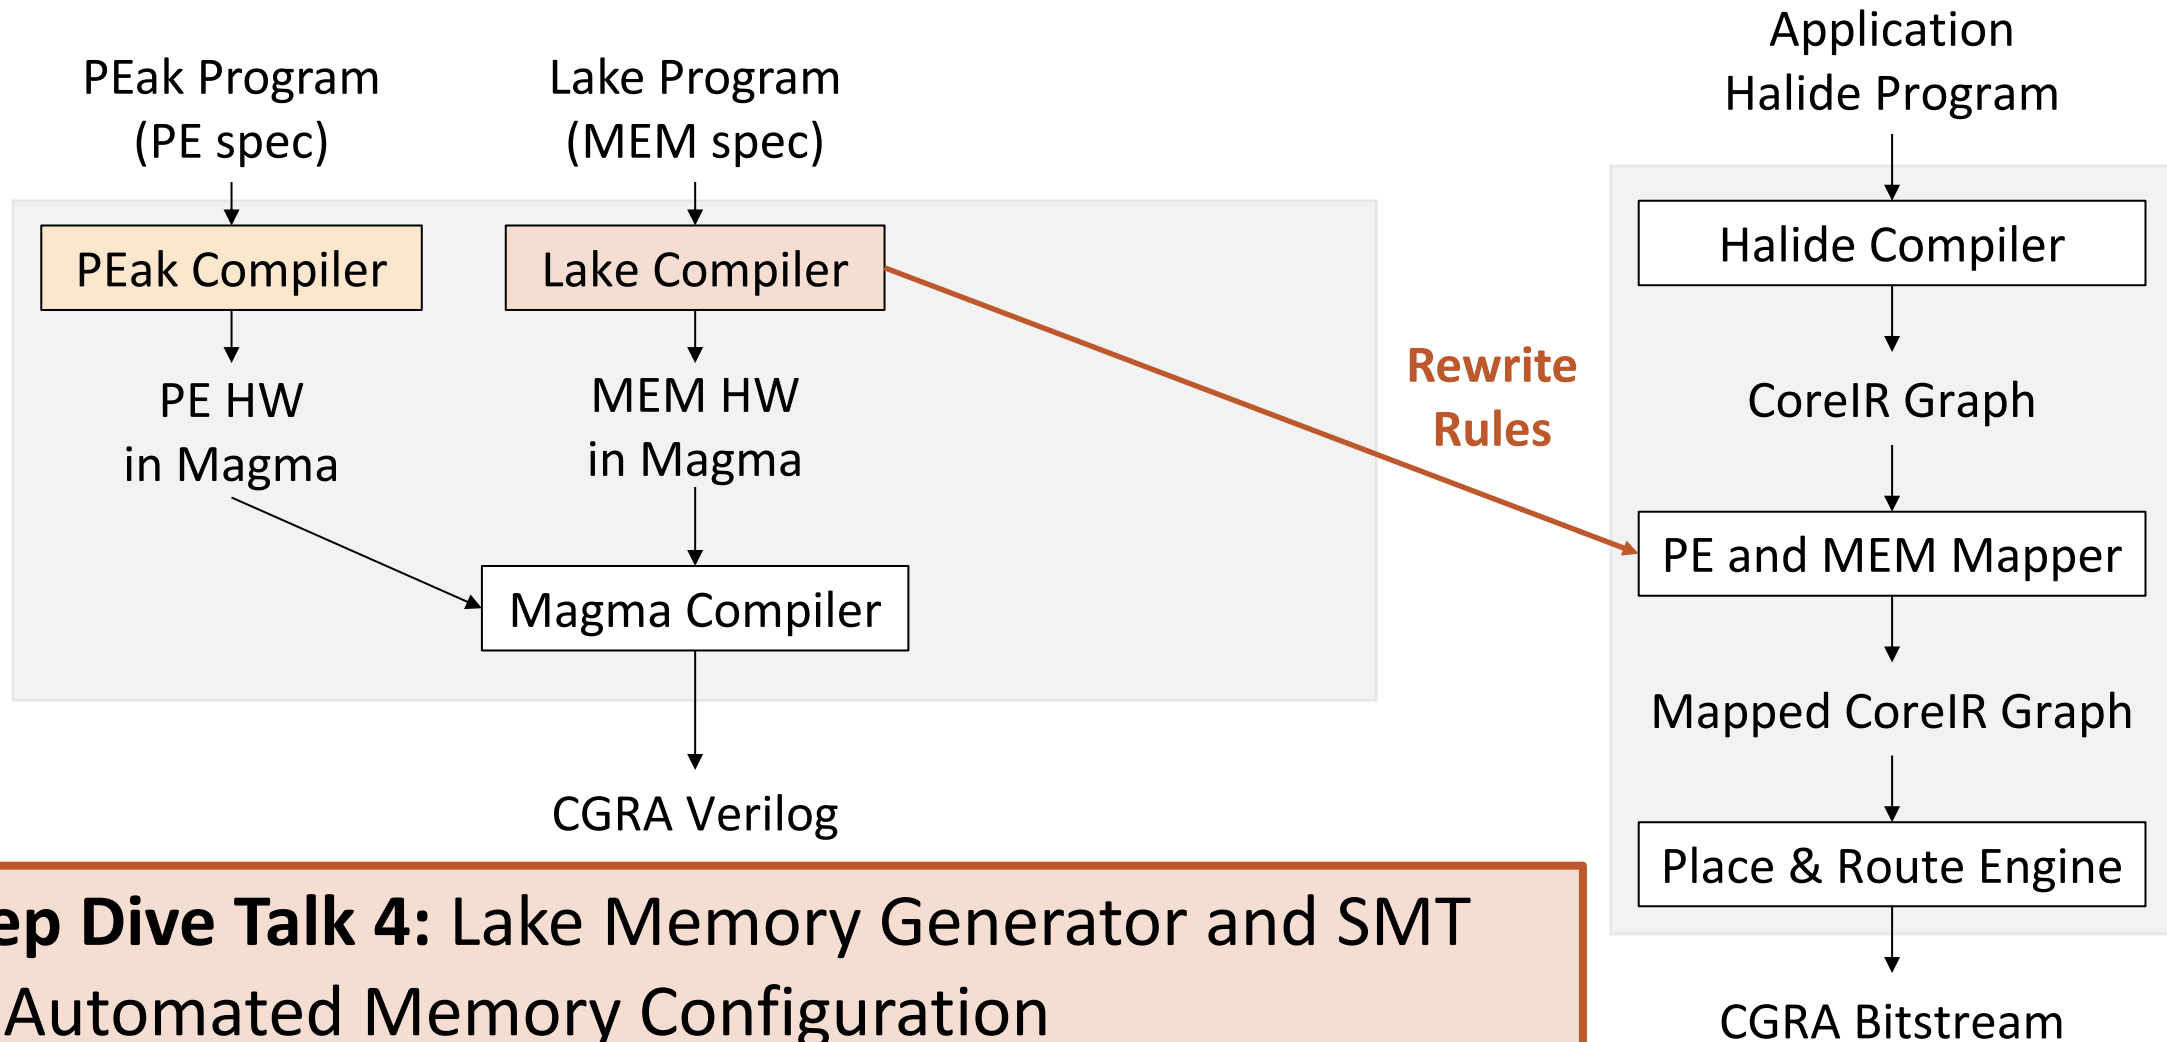 PEak Program
(PE spec)
Lake Program
(MEM spec)
Application
Halide Program
PEak Compiler
Lake Compiler
Halide Compiler
PE HW
in Magma
MEM HW
in Magma
Rewrite
Rules
CoreIR Graph
PE and MEM Mapper
Magma Compiler
Mapped CoreIR Graph
CGRA Verilog
Place & Route Engine
ep Dive Talk 4: Lake Memory Generator and SMT
Automated Memory Configuration
CGRA Bitstream